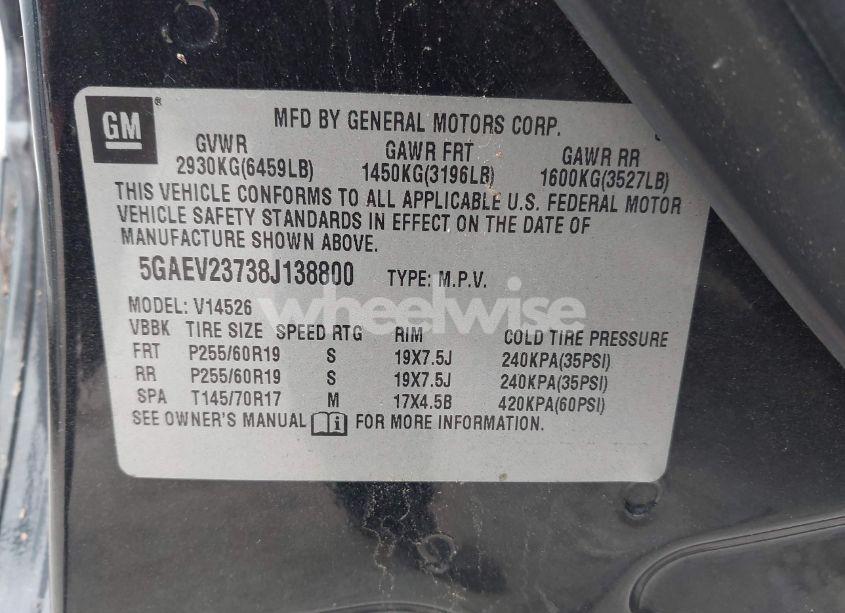 GM ®
MFD BY GENERAL MOTORS CORP.
GVWR GAWR FRT GAWR RR
2930KG(6459LB) 1450KG(3196LB) 1600KG(3527LB)
THIS VEHICLE CONFORMS TO ALL APPLICABLE U.S. FEDERAL MOTOR
VEHICLE SAFETY STANDARDS IN EFFECT ON THE DATE OF
MANUFACTURE SHOWN ABOVE.
5GAEV23738J138800 TYPE: M.P.V.
wheelwise
MODEL: V14526
VBBK TIRE SIZE SPEED RTG RIM COLD TIRE PRESSURE
FRT P255/60R19 S 19X7.5J 240KPA(35PSI)
RR P255/60R19 S 19X7.5J 240KPA(35PSI)
SPA T145/70R17 M 17X4.5B 420KPA(60PSI)
SEE OWNER'S MANUAL FOR MORE INFORMATION.